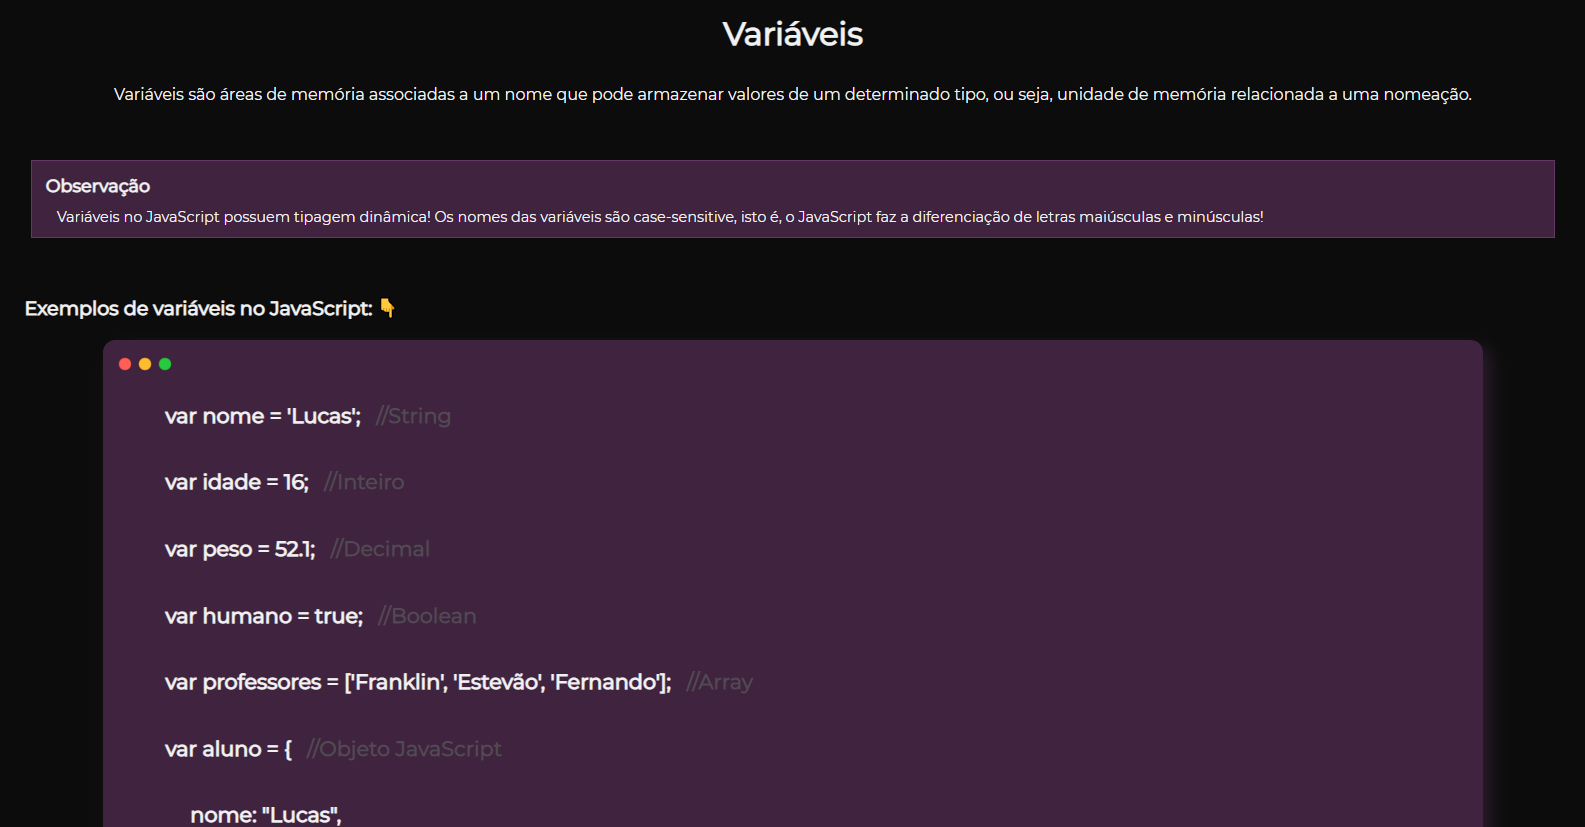 Variáveis
Variáveis são áreas de memória associadas a um nome que pode armazenar valores de um determinado tipo, ou seja, unidade de memória relacionada a uma nomeação.
Observação
Variáveis no JavaScript possuem tipagem dinâmica! Os nomes das variáveis são case-sensitive, isto é, o JavaScript faz a diferenciação de letras maiúsculas e minúsculas!
Exemplos de variáveis no JavaScript: 👇
var nome = 'Lucas'; //String
var idade = 16; //Inteiro
var peso = 52.1; //Decimal
var humano = true; //Boolean
var professores = ['Franklin', 'Estevão', 'Fernando']; //Array
var aluno = { //Objeto JavaScript
nome: "Lucas",